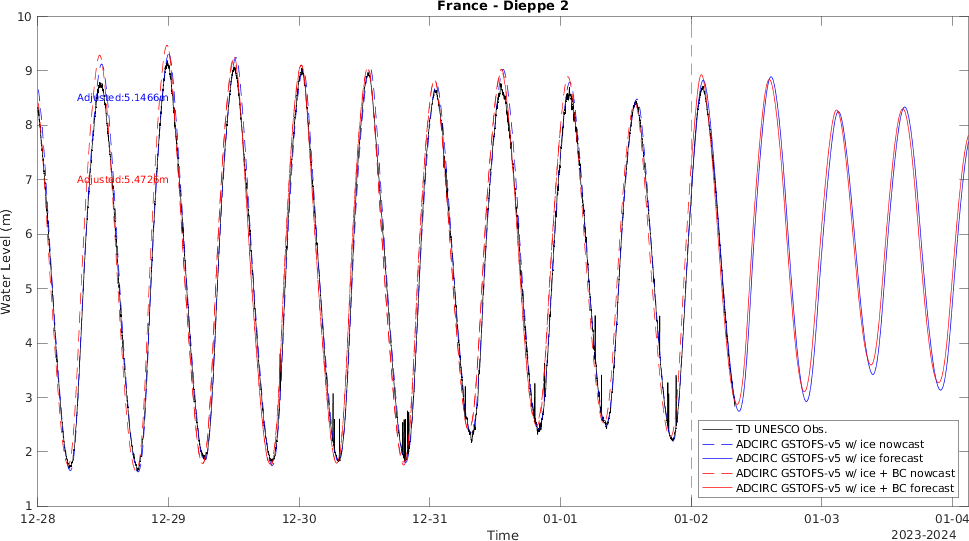 France - Dieppe 2
10
9
8
7
6
5
4
3
2
1
Water Level (m)
Adjusted:5.1466m
Adjusted:5.4726m
TD UNESCO Obs.
ADCIRC GSTOFS-v5 w/ ice nowcast
ADCIRC GSTOFS-v5 w/ ice forecast
ADCIRC GSTOFS-v5 w/ ice + BC nowcast
ADCIRC GSTOFS-v5 w/ ice + BC forecast
12-28 12-29 12-30 12-31 01-01 01-02 01-03 01-04
Time
2023-2024